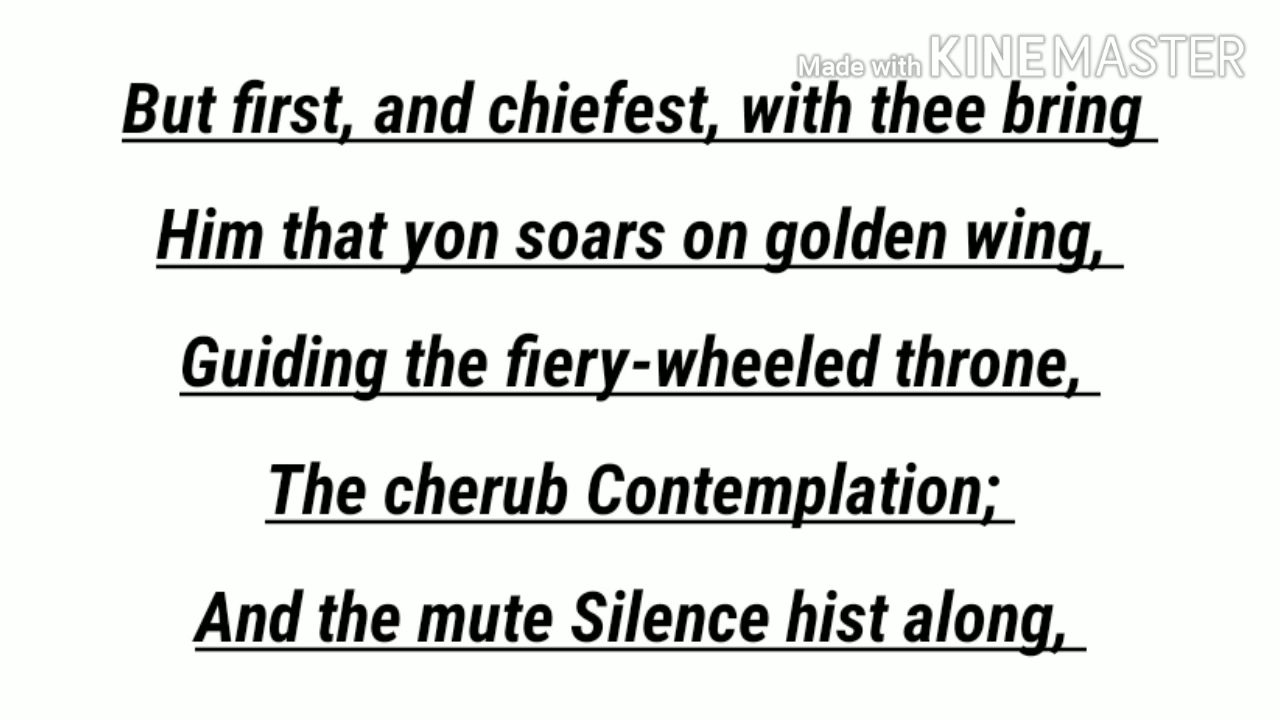 Made with KINEMASTER
But first, and chiefest, with thee bring
Him that yon soars on golden wing,
Guiding the fiery-wheeled throne,
The cherub Contemplation;
And the mute Silence hist along,